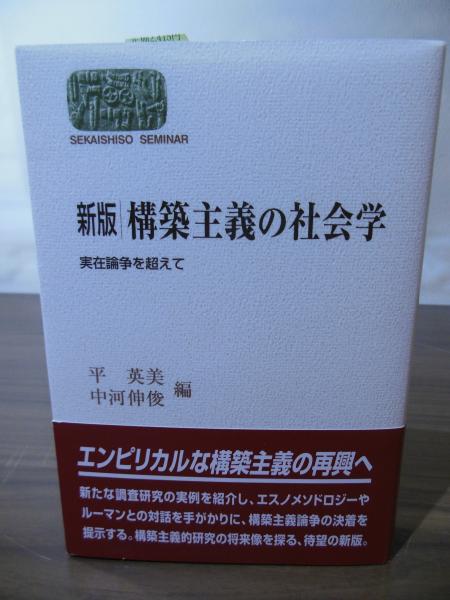 SEKAISHISO SEMINAR
新版 構築主義の社会学
実在論争を超えて
平 英美
中河伸俊 編
エンピリカルな構築主義の再興へ
新たな調査研究の実例を紹介し、エスノメソドロジーや
ルーマンとの対話を手がかりに、構築主義論争の決着を
提示する。構築主義的研究の将来像を探る、待望の新版。